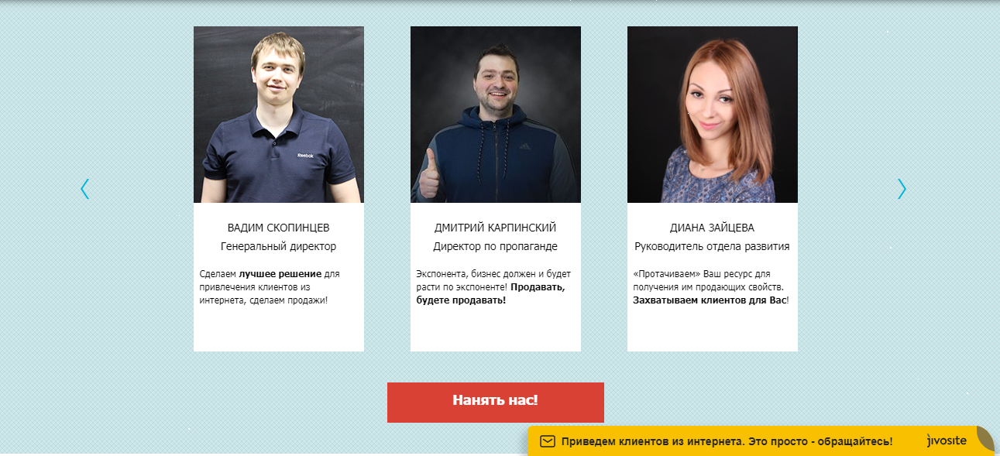 Reebok
adidas
ВАДИМ СКОПИНЦЕВ
Генеральный директор
Сделаем лучшее решение для
привлечения клиентов из
интернета, сделаем продажи!
ДМИТРИЙ КАРПИНСКИЙ
Директор по пропаганде
Экспонента, бизнес должен и будет
расти по экспоненте! Продавать,
будете продавать!
ДИАНА ЗАЙЦЕВА
Руководитель отдела развития
«Протачиваем» Ваш ресурс для
получения им продающих свойств.
Захватываем клиентов для Вас!
Нанять нас!
Приведем клиентов из интернета. Это просто - обращайтесь!
jivosite